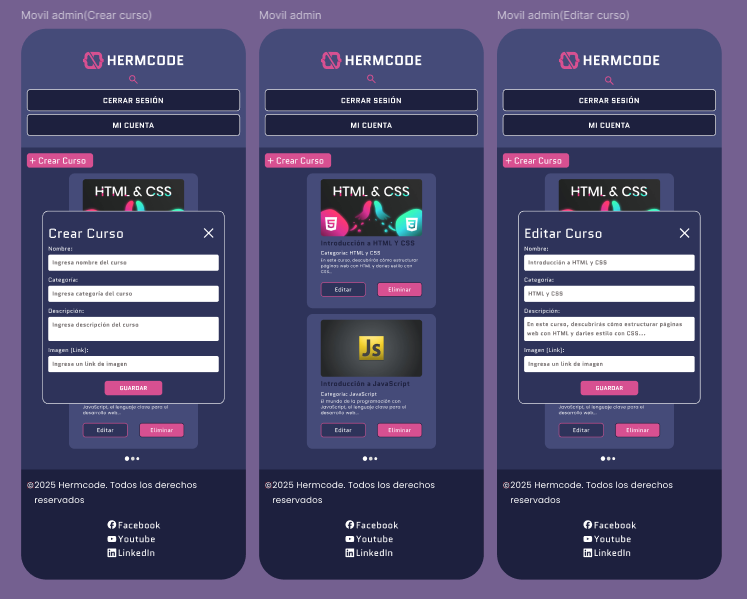 Movil admin(Crear curso)
HERMCODE
CERRAR SESIÓN
MI CUENTA
+ Crear Curso
HTML & CSS
Crear Curso
Nombre:
Ingresa nombre del curso
Categoría:
Ingresa categoría del curso
Descripción:
Ingresa descripción del curso
Imagen [Link]:
Ingresa un link de imagen
GUARDAR
JavaScript, el lenguaje clave para el
desarrollo web...
Editar
Eliminar
©2025 Hermcode. Todos los derechos
reservados
Facebook
Youtube
LinkedIn
Movil admin
HERMCODE
CERRAR SESIÓN
MI CUENTA
+ Crear Curso
HTML & CSS
5
3
Introducción a HTML Y CSS
Categoría: HTML y CSS
En este curso, descubrirás cómo estructurar
páginas web con HTML y darles estilo con
CSS...
Editar
Eliminar
Js
Introducción a JavaScript
Categoría: JavaScript
El mundo de la programación con
JavaScript, el lenguaje clave para el
desarrollo web...
Editar
Eliminar
©2025 Hermcode. Todos los derechos
reservados
Facebook
Youtube
LinkedIn
Movil admin(Editar curso)
HERMCODE
CERRAR SESIÓN
MI CUENTA
+ Crear Curso
HTML & CSS
Editar Curso
Nombre:
Introducción a HTML y CSS
Categoría:
HTML y CSS
Descripción:
En este curso, descubrirás cómo estructurar páginas
web con HTML y darles estilo con CSS...
Imagen [Link]:
Ingresa un link de imagen
GUARDAR
JavaScript, el lenguaje clave para el
desarrollo web...
Editar
Eliminar
©2025 Hermcode. Todos los derechos
reservados
Facebook
Youtube
LinkedIn